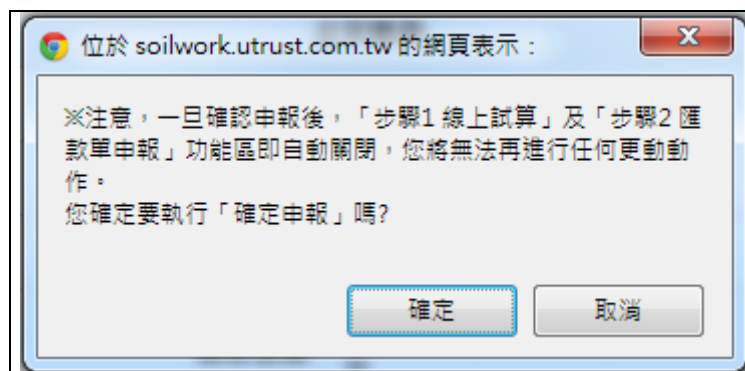 位於 soilwork.utrust.com.tw 的網頁表示：
※注意，一旦確認申報後，「步驟1 線上試算」及「步驟2 匯
款單申報」功能區即自動關閉，您將無法再進行任何更動動
作。
您確定要執行「確定申報」嗎?
確定
取消